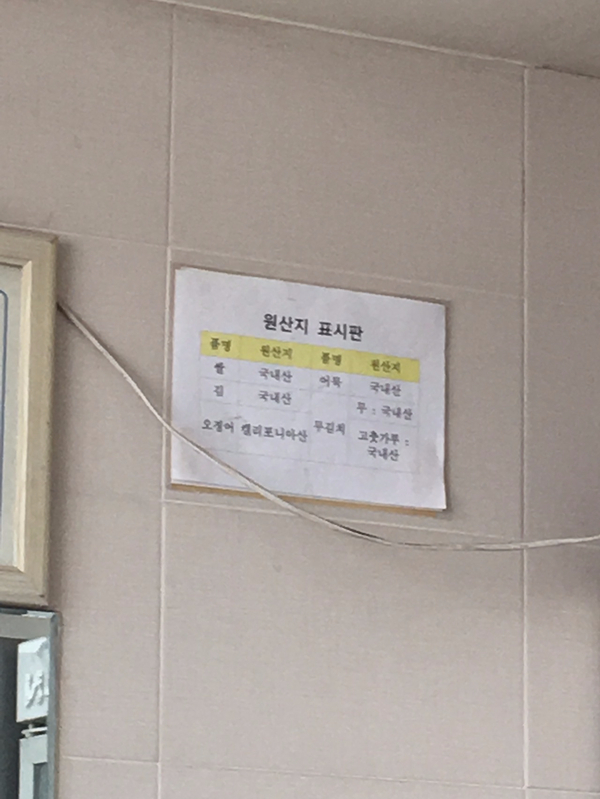 원산지 표시판
품명 원산지 품명 원산지
쌀 국내산 어묵 국내산
김 국내산 무 : 국내산
오징어 캘리포니아산 무김치 고춧가루 :
국내산